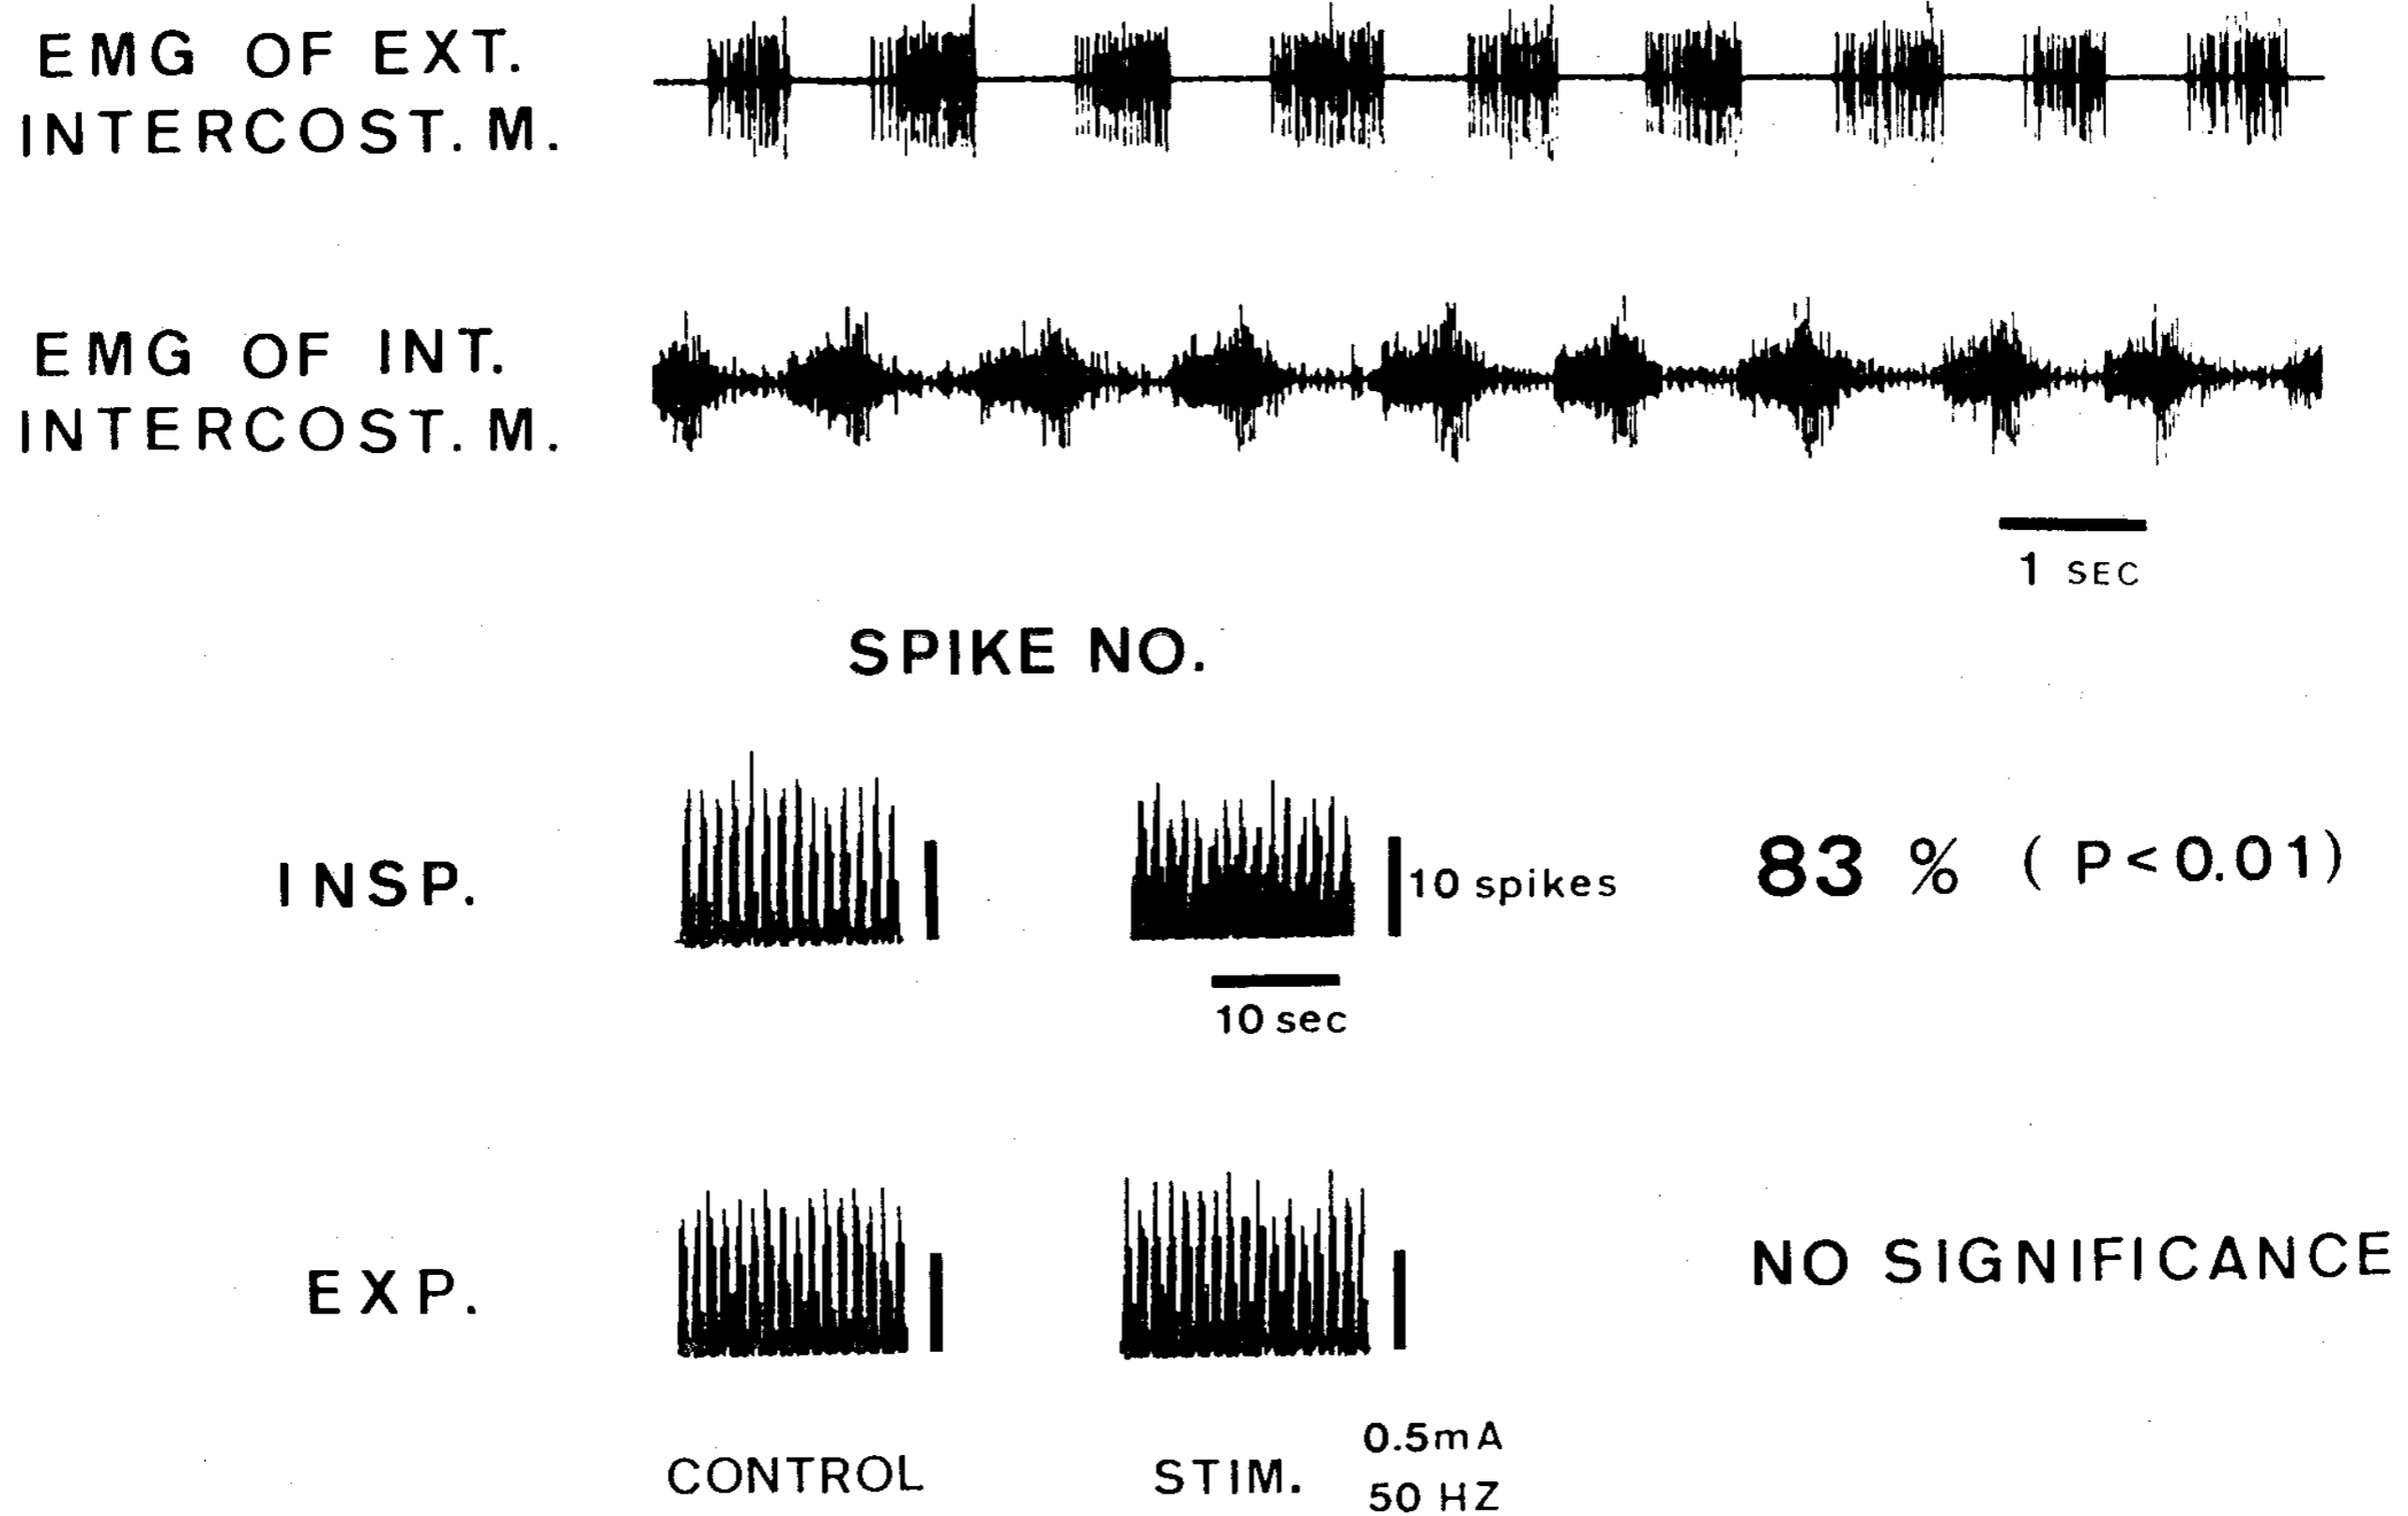 EMG OF EXT.
INTERCOST. M.
EMG OF INT.
INTERCOST. M.
1 SEC
SPIKE NO.
INSP.
10 spikes
83 % ( P<0.01)
10 sec
EXP.
NO SIGNIFICANCE
CONTROL
STIM.
0.5mA
50 HZ